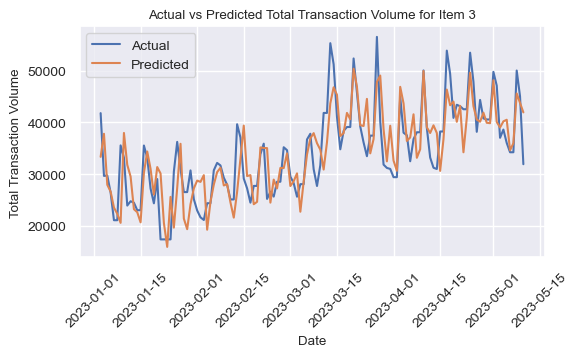 Actual vs Predicted Total Transaction Volume for Item 3
Actual
Predicted
Total Transaction Volume
50000
40000
30000
20000
2023-01-01
2023-01-15
2023-02-01
2023-02-15
2023-03-01
2023-03-15
2023-04-01
2023-04-15
2023-05-01
2023-05-15
Date